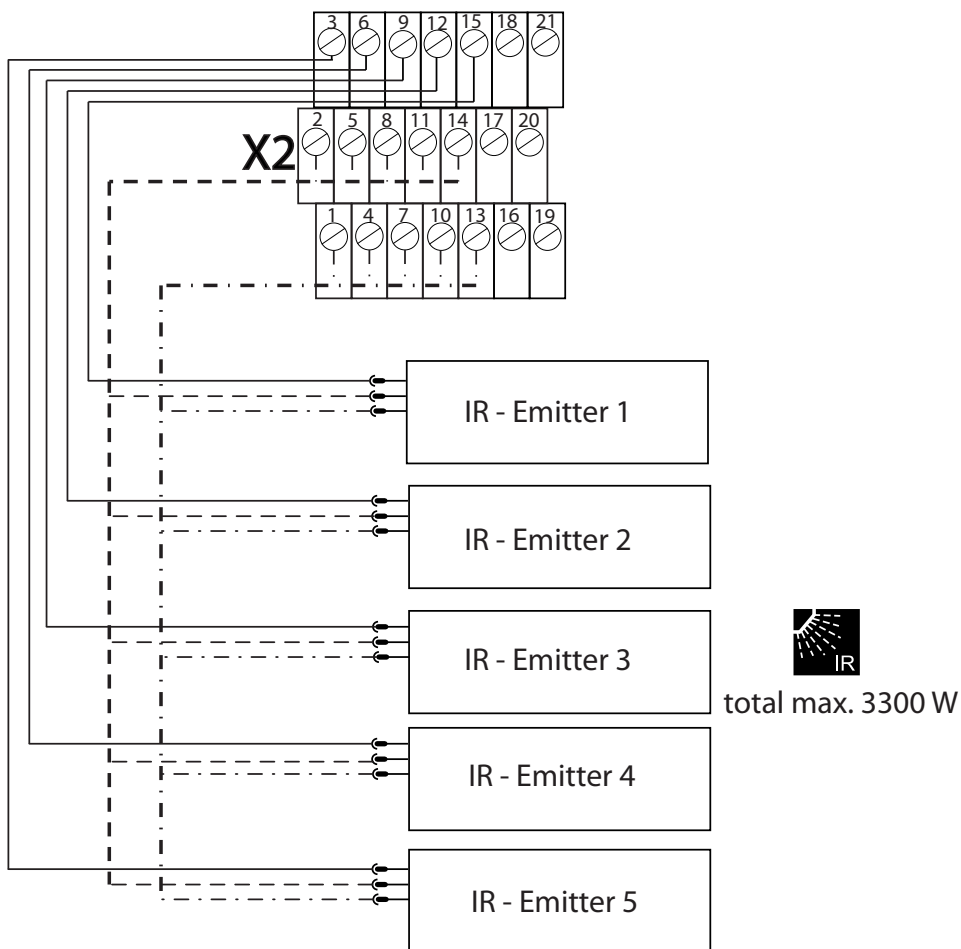 3 6 9 12 15 18 21
X2
2 5 8 11 14 17 20
1 4 7 10 13 16 19
IR - Emitter 1
IR - Emitter 2
IR - Emitter 3
IR
total max. 3300 W
IR - Emitter 4
IR - Emitter 5